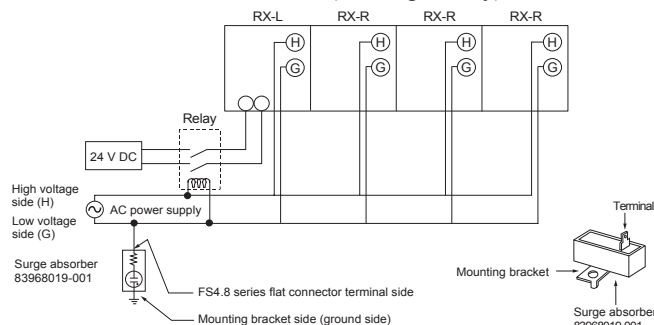 RX-L RX-R RX-R RX-R
H H H H
G G G G
Relay
24 V DC
High voltage
side (H)
AC power supply
Low voltage
side (G)
Surge absorber
83968019-001
FS4.8 series flat connector terminal side
Mounting bracket side (ground side)
Terminal
Mounting bracket
Surge absorber